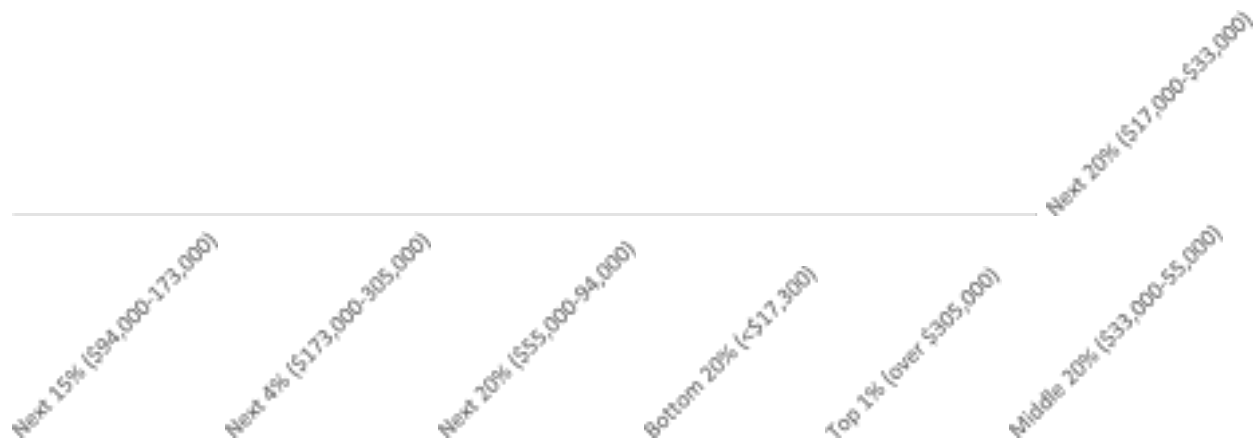 Next 20% ($17,000-$33,000)
Next 15% ($94,000-173,000)
Next 4% ($173,000-305,000)
Next 20% ($55,000-94,000)
Bottom 20% (<$17,300)
Top 1% (over $305,000)
Middle 20% ($33,000-55,000)